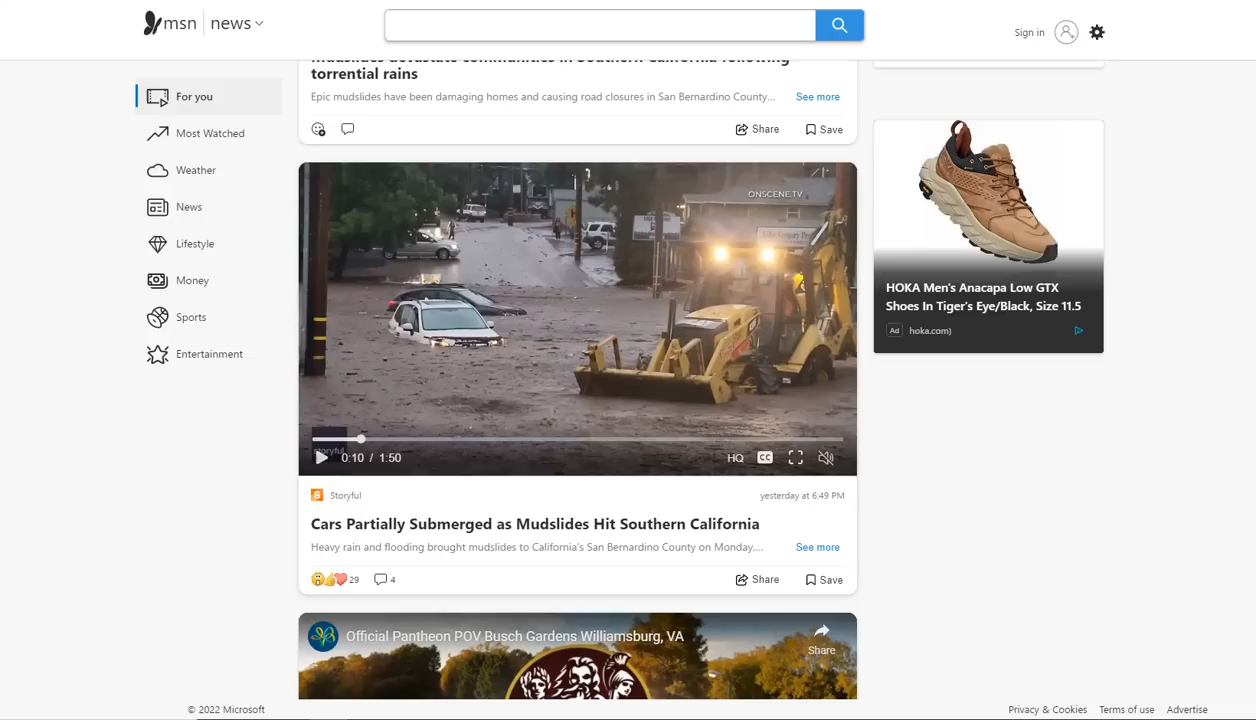 msn news
Sign in
For you
Most Watched
Weather
News
Lifestyle
Money
Sports
Entertainment
Mudslides devastate communities in Southern California following
torrential rains
Epic mudslides have been damaging homes and causing road closures in San Bernardino County... See more
Share Save
ONSCENE.TV
storyful
0:10 / 1:50 HQ CC
S Storyful yesterday at 6:49 PM
Cars Partially Submerged as Mudslides Hit Southern California
Heavy rain and flooding brought mudslides to California's San Bernardino County on Monday.... See more
29 4 Share Save
Official Pantheon POV Busch Gardens Williamsburg, VA
Share
HOKA Men's Anacapa Low GTX
Shoes In Tiger's Eye/Black, Size 11.5
Ad hoka.com)
© 2022 Microsoft
Privacy & Cookies Terms of use Advertise